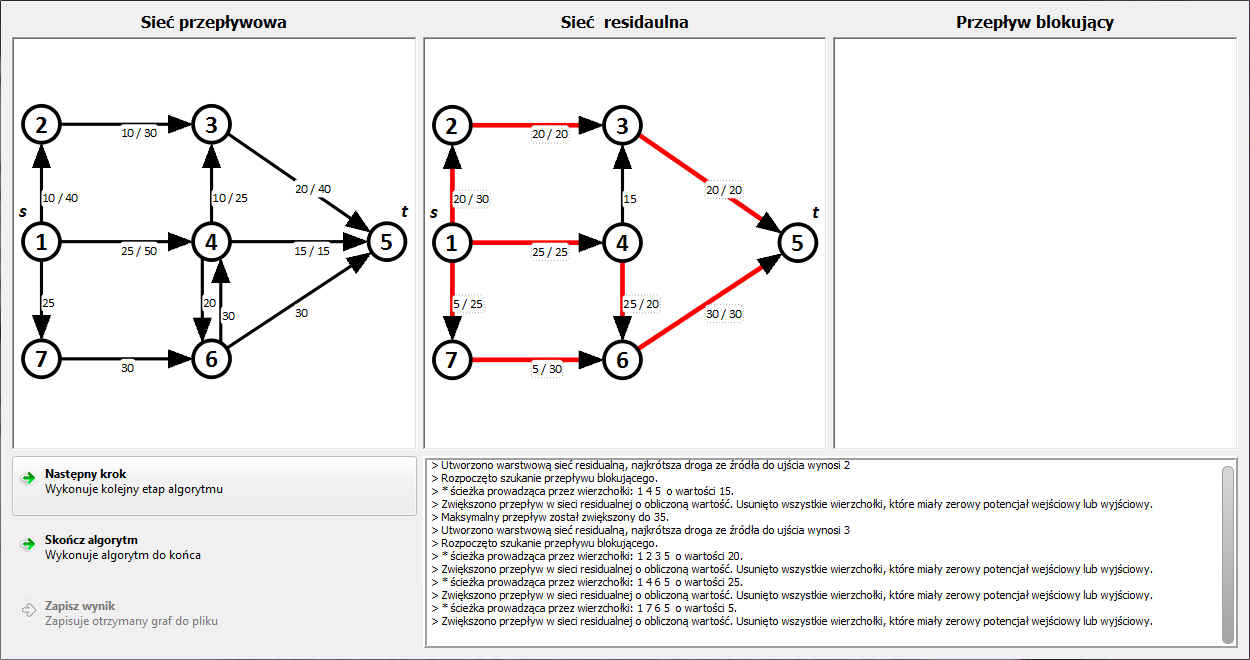 Sieć przepływowa
Sieć residaulna
Przepływ blokujący
2
10 / 30
3
10 / 40
10 / 25
20 / 40
s
t
1
25 / 50
4
15 / 15
5
25
20
30
30
7
30
6
2
20 / 20
3
20 / 30
15
20 / 20
s
t
1
25 / 25
4
5
5 / 25
25 / 20
30 / 30
7
5 / 30
6
Następny krok
Wykonuje kolejny etap algorytmu
Skończ algorytm
Wykonuje algorytm do końca
Zapisz wynik
Zapisuje otrzymany graf do pliku
> Utworzono warstwową sieć residualną, najkrótsza droga ze źródła do ujścia wynosi 2
> Rozpoczęto szukanie przepływu blokującego.
> * ścieżka prowadząca przez wierzchołki: 1 4 5 o wartości 15.
> Zwiększono przepływ w sieci residualnej o obliczoną wartość. Usunięto wszystkie wierzchołki, które miały zerowy potencjał wejściowy lub wyjściowy.
> Maksymalny przepływ został zwiększony do 35.
> Utworzono warstwową sieć residualną, najkrótsza droga ze źródła do ujścia wynosi 3
> Rozpoczęto szukanie przepływu blokującego.
> * ścieżka prowadząca przez wierzchołki: 1 2 3 5 o wartości 20.
> Zwiększono przepływ w sieci residualnej o obliczoną wartość. Usunięto wszystkie wierzchołki, które miały zerowy potencjał wejściowy lub wyjściowy.
> * ścieżka prowadząca przez wierzchołki: 1 4 6 5 o wartości 25.
> Zwiększono przepływ w sieci residualnej o obliczoną wartość. Usunięto wszystkie wierzchołki, które miały zerowy potencjał wejściowy lub wyjściowy.
> * ścieżka prowadząca przez wierzchołki: 1 7 6 5 o wartości 5.
> Zwiększono przepływ w sieci residualnej o obliczoną wartość. Usunięto wszystkie wierzchołki, które miały zerowy potencjał wejściowy lub wyjściowy.